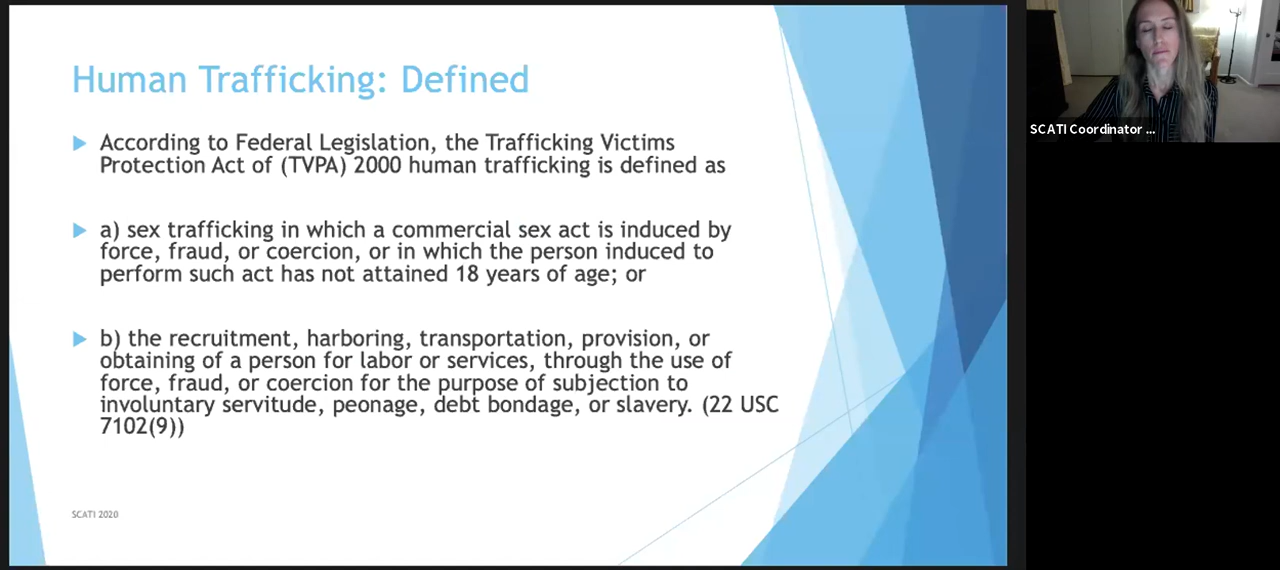 Human Trafficking: Defined
According to Federal Legislation, the Trafficking Victims
Protection Act of (TVPA) 2000 human trafficking is defined as
a) sex trafficking in which a commercial sex act is induced by
force, fraud, or coercion, or in which the person induced to
perform such act has not attained 18 years of age; or
b) the recruitment, harboring, transportation, provision, or
obtaining of a person for labor or services, through the use of
force, fraud, or coercion for the purpose of subjection to
involuntary servitude, peonage, debt bondage, or slavery. (22 USC
7102(9))
SCATI 2020
SCATI Coordinator ...